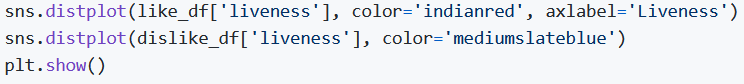 sns.distplot(like_df['liveness'], color='indianred', axlabel='Liveness')
sns.distplot(dislike_df['liveness'], color='mediumslateblue')
plt.show()